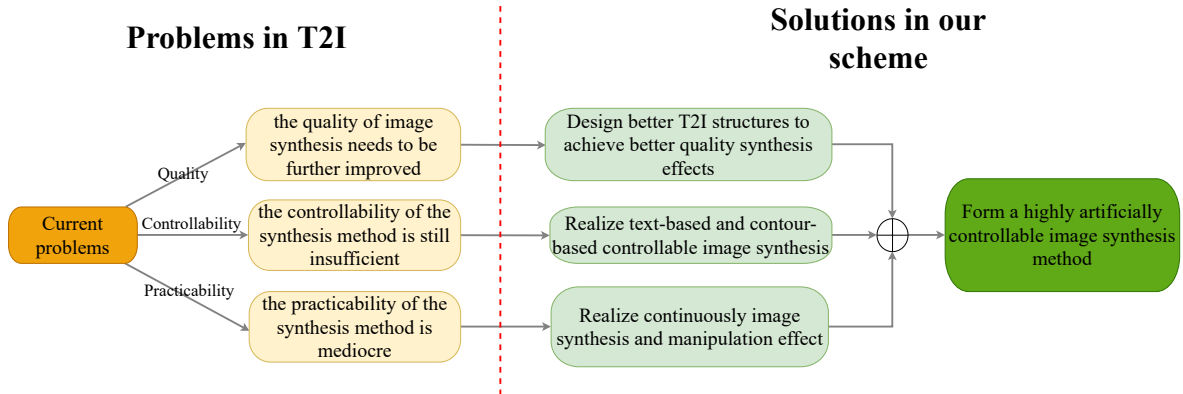 Problems in T2I
Solutions in our
scheme
the quality of image
synthesis needs to be
further improved
Design better T2I structures to
achieve better quality synthesis
effects
Quality
Current
problems
Controllability
the controllability of the
synthesis method is still
insufficient
Realize text-based and contour-
based controllable image synthesis
Form a highly artificially
controllable image synthesis
method
Practicability
the practicability of the
synthesis method is
mediocre
Realize continuously image
synthesis and manipulation effect